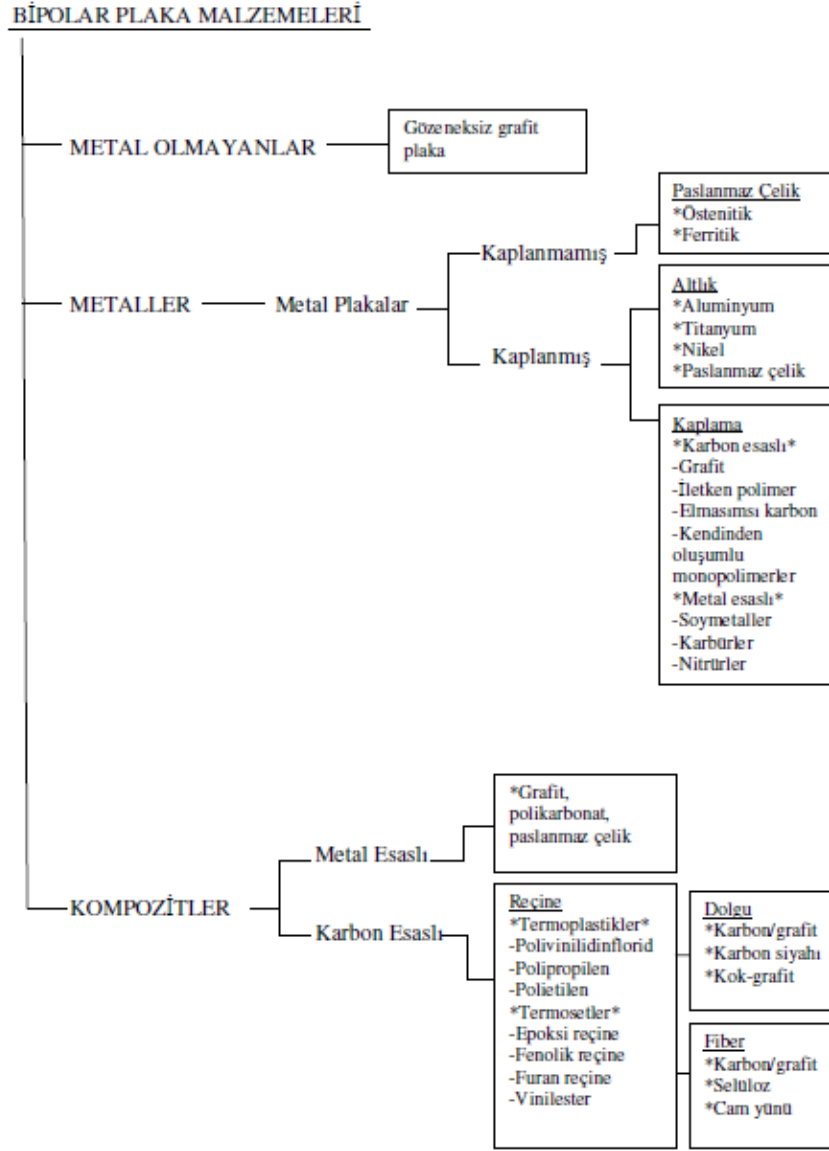 BİPOLAR PLAKA MALZEMELERİ
METAL OLMAYANLAR
Gözeneksiz grafit
plaka
METALLER
Metal Plakalar
Kaplanmamış
Paslanmaz Çelik
*Östenitik
*Ferritik
Kaplanmış
Altlık
*Aluminyum
*Titanyum
*Nikel
*Paslanmaz çelik
Kaplama
*Karbon esaslı*
-Grafit
-İletken polimer
-Elmasımsı karbon
-Kendinden
oluşumlu
monopolimerler
*Metal esaslı*
-Soymetaller
-Karbürler
-Nitrürler
KOMPOZİTLER
Metal Esaslı
*Grafit,
polikarbonat,
paslanmaz çelik
Karbon Esaslı
Reçine
*Termoplastikler*
-Polivinilidinflorid
-Polipropilen
-Polietilen
*Termosetler*
-Epoksi reçine
-Fenolik reçine
-Furan reçine
-Vinilester
Dolgu
*Karbon/grafit
*Karbon siyahı
*Kok-grafit
Fiber
*Karbon/grafit
*Selüloz
*Cam yünü